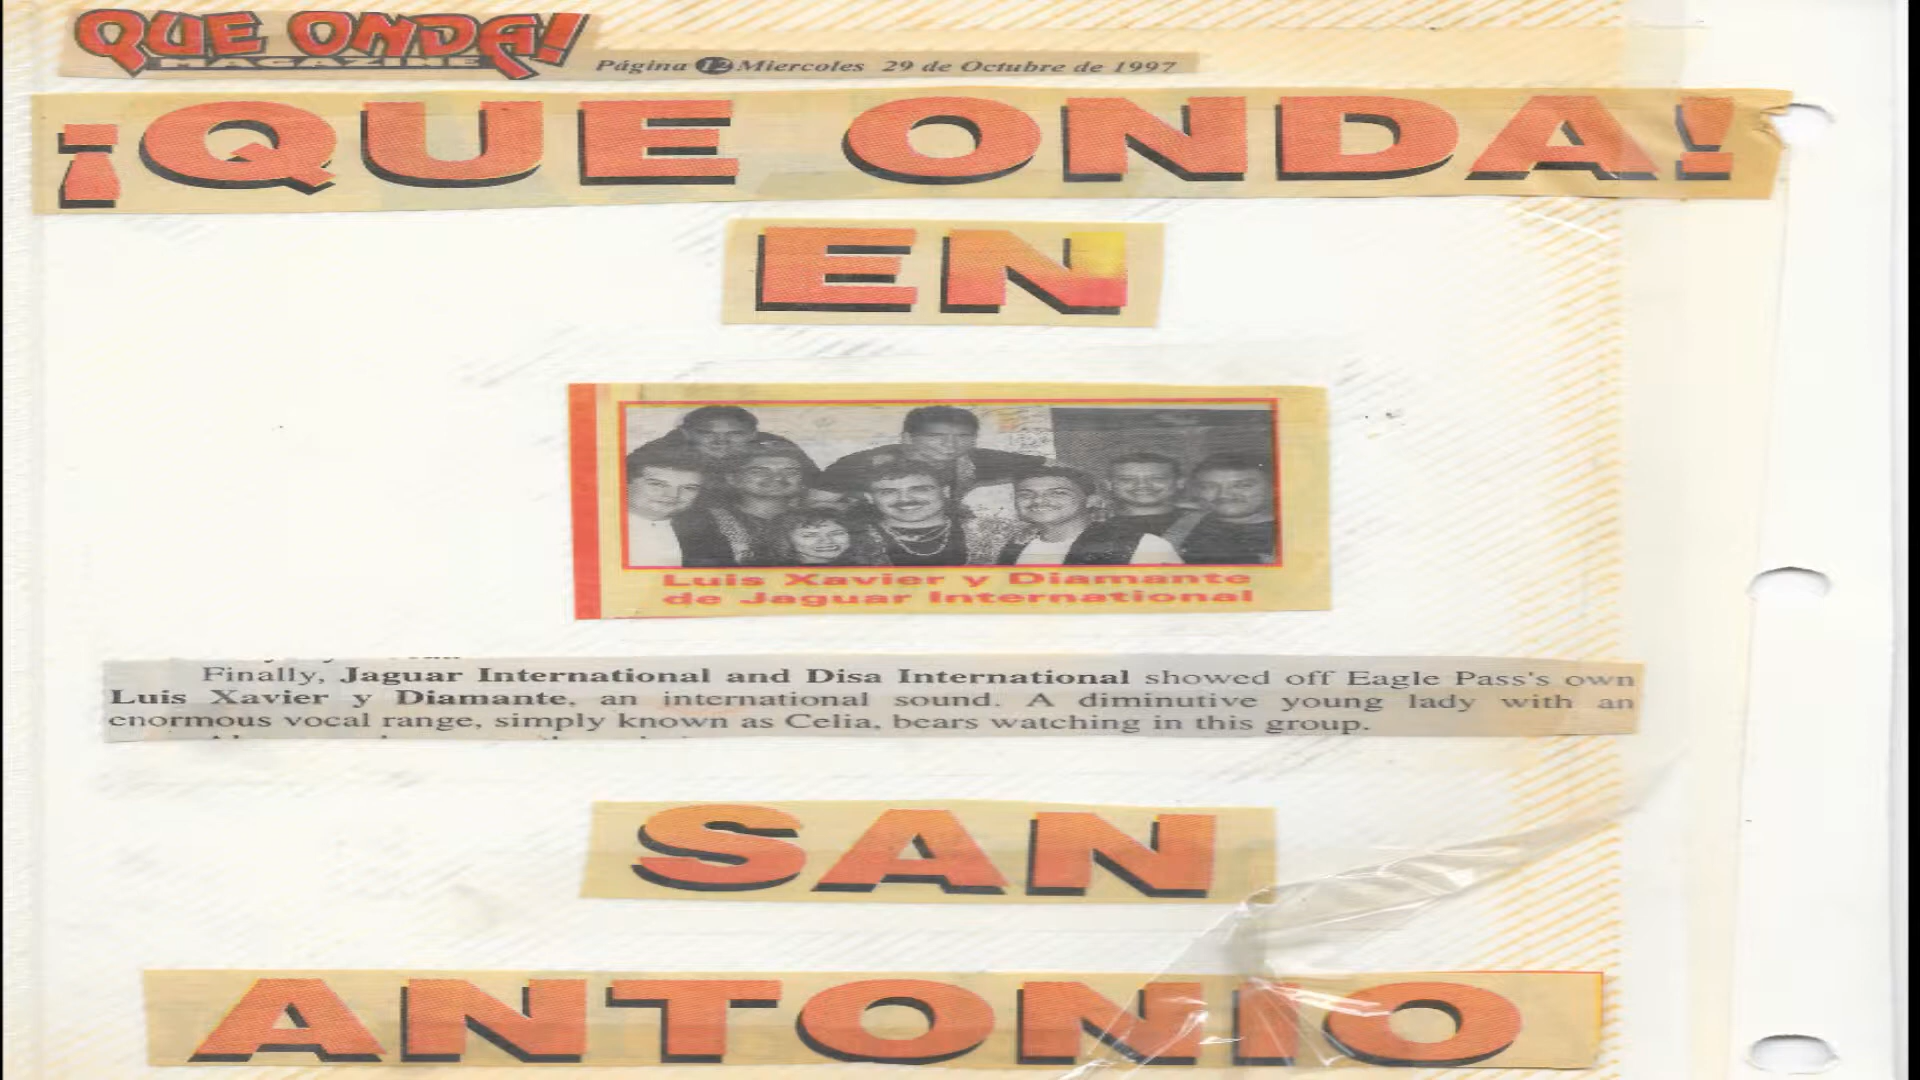 QUE ONDA!
MAGAZINE
Página 12 Miercoles 29 de Octubre de 1997
¡QUE ONDA!
EN
Luis Xavier y Diamante
de Jaguar International
Finally, Jaguar International and Disa International showed off Eagle Pass's own
Luis Xavier y Diamante, an international sound. A diminutive young lady with an
enormous vocal range, simply known as Celia, bears watching in this group.
SAN
ANTONIO